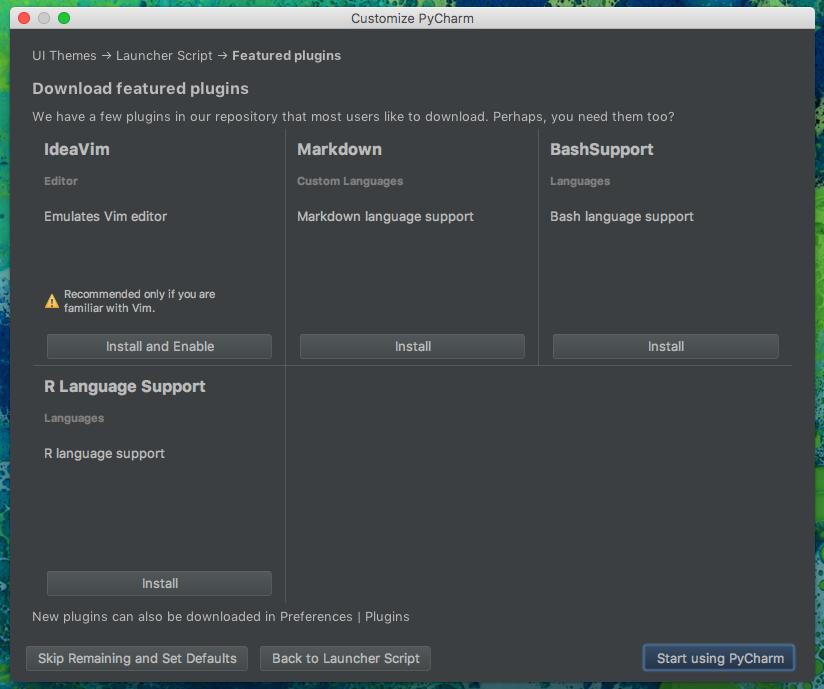 Customize PyCharm
UI Themes → Launcher Script → Featured plugins
Download featured plugins
We have a few plugins in our repository that most users like to download. Perhaps, you need them too?
IdeaVim
Editor
Emulates Vim editor
Recommended only if you are
familiar with Vim.
Install and Enable
Markdown
Custom Languages
Markdown language support
Install
BashSupport
Languages
Bash language support
Install
R Language Support
Languages
R language support
Install
New plugins can also be downloaded in Preferences | Plugins
Skip Remaining and Set Defaults
Back to Launcher Script
Start using PyCharm